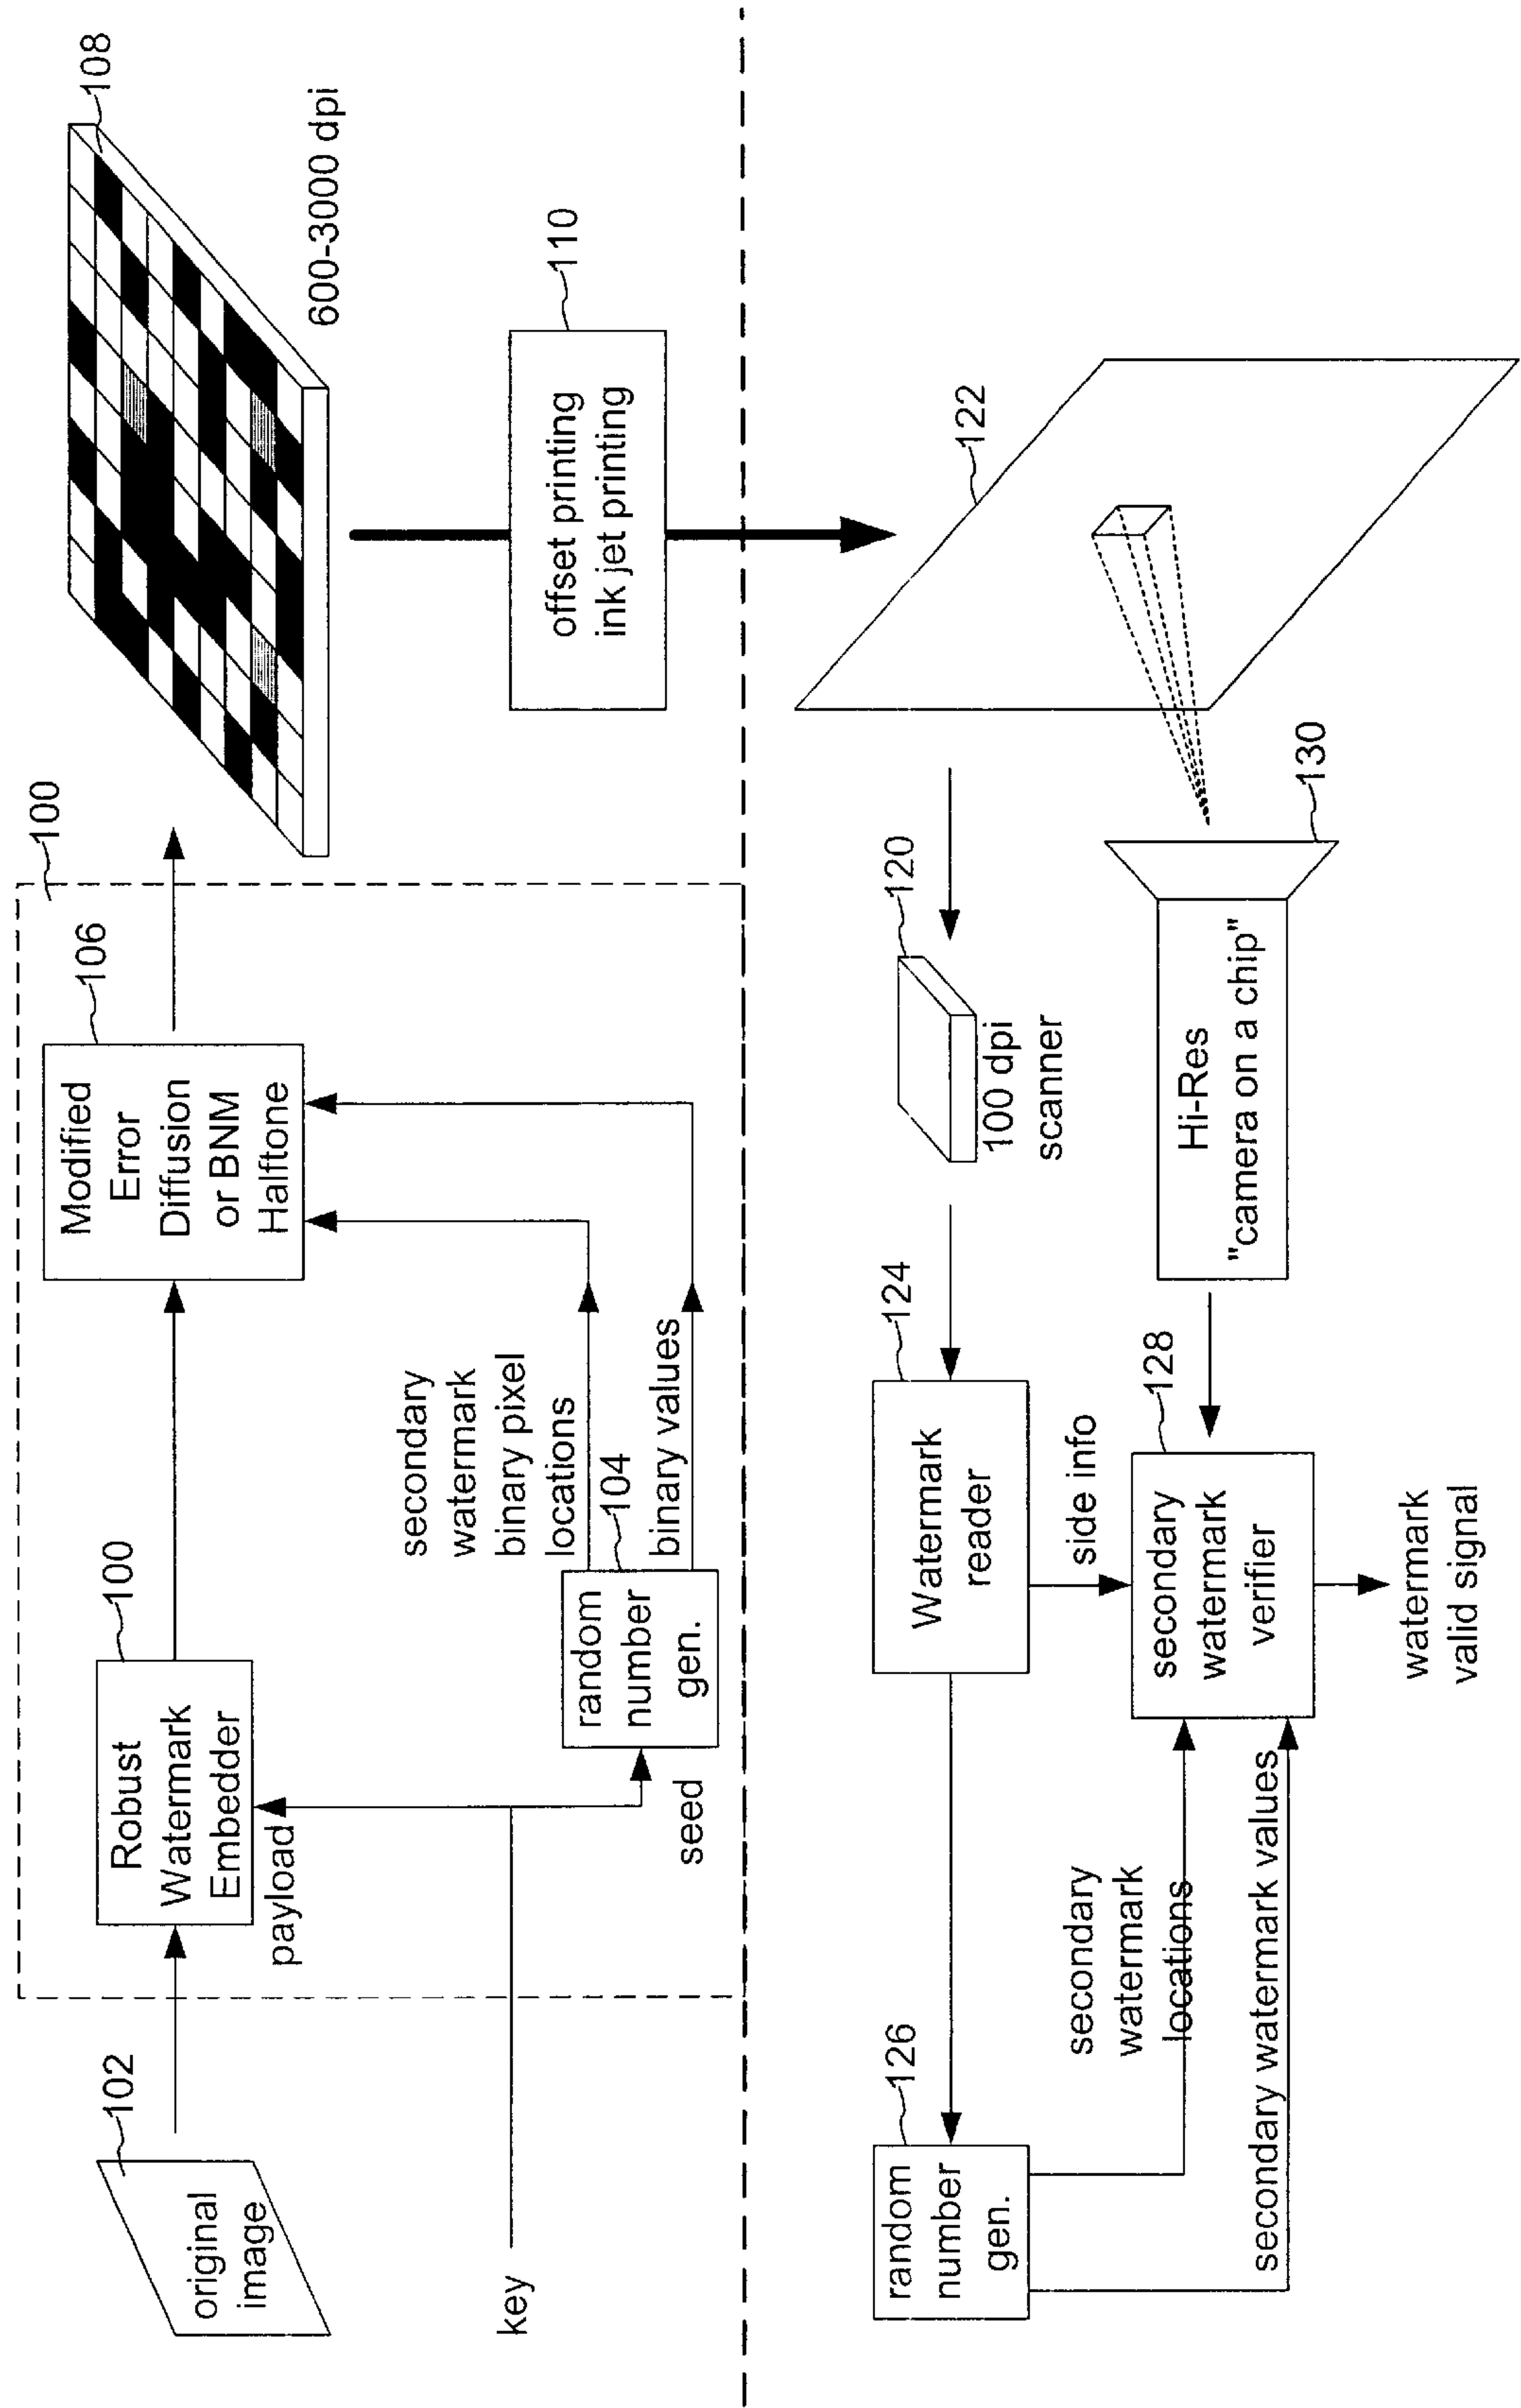 102
original
image
key
100
100
Robust
Watermark
Embedder
payload
seed
random
number
gen.
104
secondary
watermark
binary pixel
locations
binary values
106
Modified
Error
Diffusion
or BNM
Halftone
108
600-3000 dpi
110
offset printing
ink jet printing
122
120
100 dpi
scanner
124
Watermark
reader
side info
126
random
number
gen.
secondary
watermark
locations
secondary watermark values
128
secondary
watermark
verifier
watermark
valid signal
130
Hi-Res
"camera on a chip"